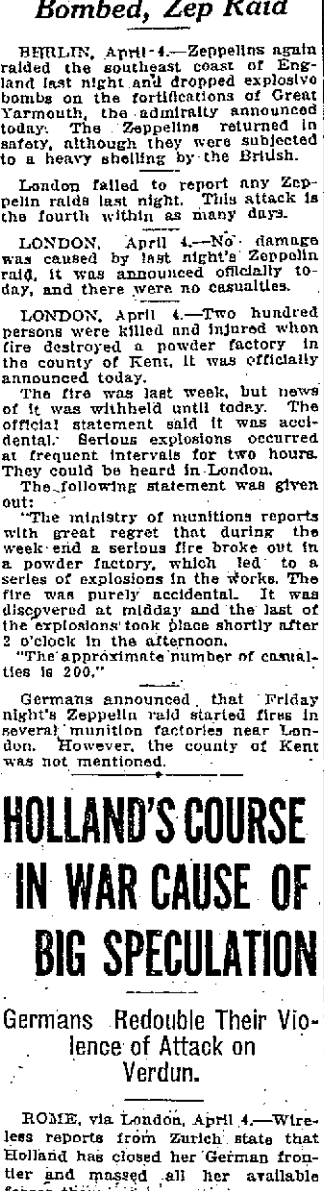 Bombed, Zep Raid
BERLIN, April 4.—Zeppelins again
raided the southeast coast of Eng-
land last night and dropped explosive
bombs on the fortifications of Great
Yarmouth, the admiralty announced
today. The Zeppelins returned in
safety, although they were subjected
to a heavy shelling by the British.
London failed to report any Zep-
pelin raids last night. This attack is
the fourth within as many days.
LONDON, April 4.—No damage
was caused by last night's Zeppelin
raid, it was announced officially to-
day, and there were no casualties.
LONDON, April 4.—Two hundred
persons were killed and injured when
fire destroyed a powder factory in
the county of Kent, it was officially
announced today.
The fire was last week, but news
of it was withheld until today. The
official statement said it was acci-
dental. Serious explosions occurred
at frequent intervals for two hours.
They could be heard in London.
The following statement was given
out:
"The ministry of munitions reports
with great regret that during the
week-end a serious fire broke out in
a powder factory, which led to a
series of explosions in the works. The
fire was purely accidental. It was
discovered at midday and the last of
the explosions took place shortly after
2 o'clock in the afternoon.
"The approximate number of casual-
ties is 200."
Germans announced that Friday
night's Zeppelin raid started fires in
several munition factories near Lon-
don. However, the county of Kent
was not mentioned.
HOLLAND'S COURSE
IN WAR CAUSE OF
BIG SPECULATION
Germans Redouble Their Vio-
lence of Attack on
Verdun.
ROME, via London, April 4.—Wire-
less reports from Zurich state that
Holland has closed her German fron-
tier and massed all her available